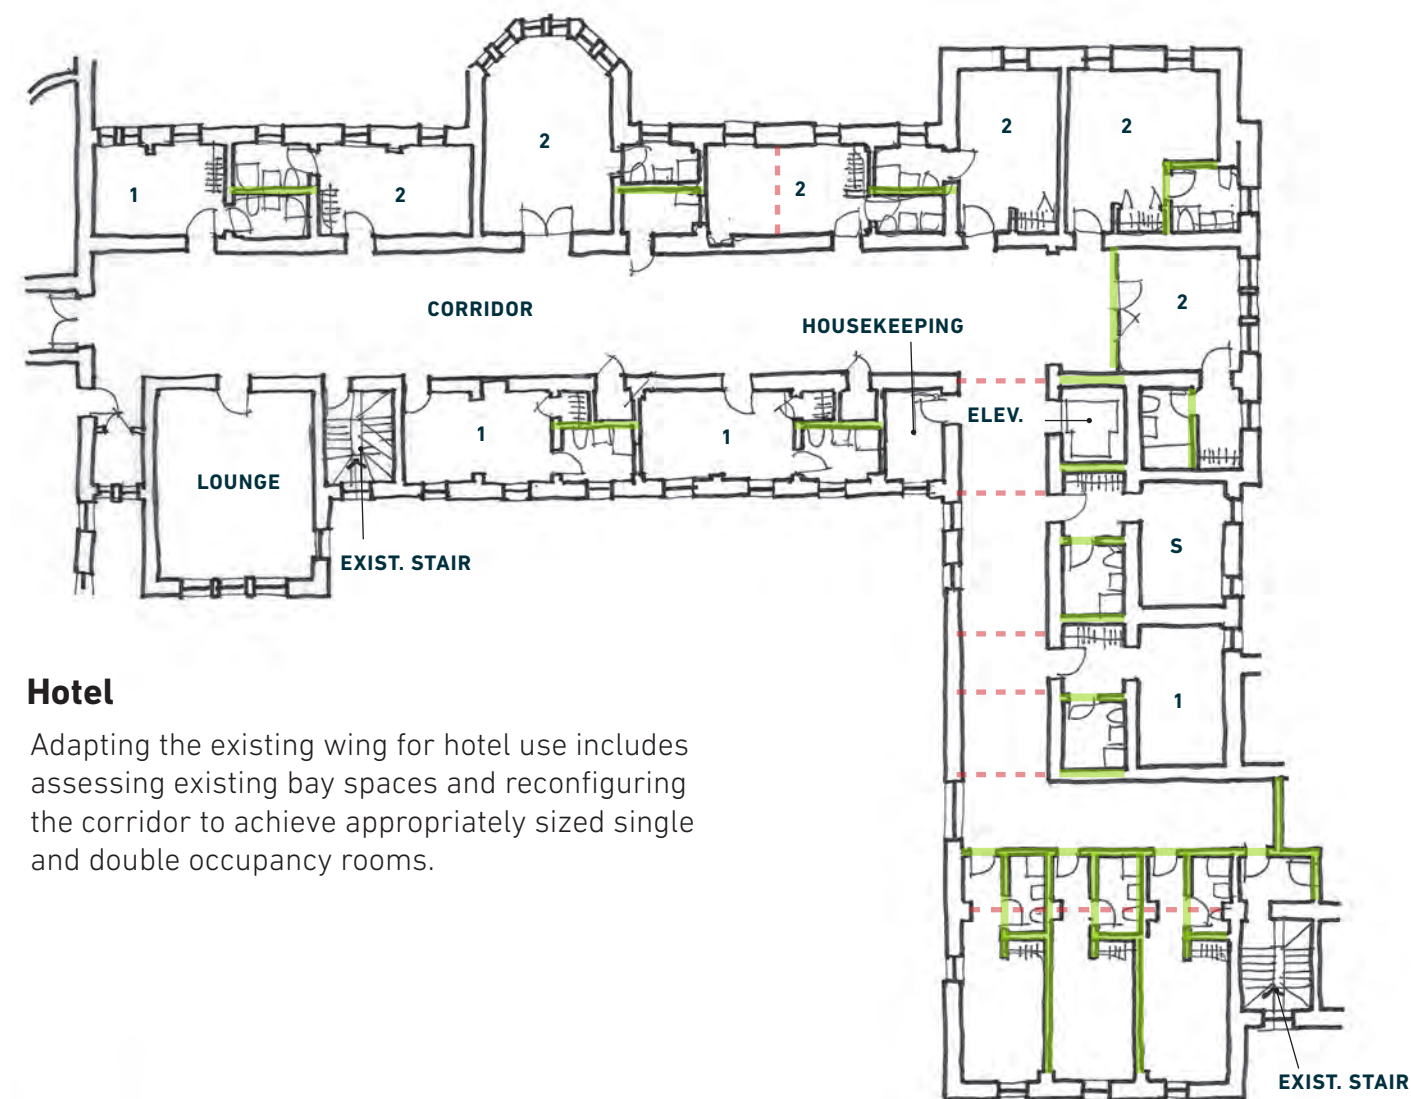 2
2
2
1
2
2
2
CORRIDOR
HOUSEKEEPING
ELEV.
1
1
LOUNGE
EXIST. STAIR
S
1
Hotel
Adapting the existing wing for hotel use includes
assessing existing bay spaces and reconfiguring
the corridor to achieve appropriately sized single
and double occupancy rooms.
EXIST. STAIR